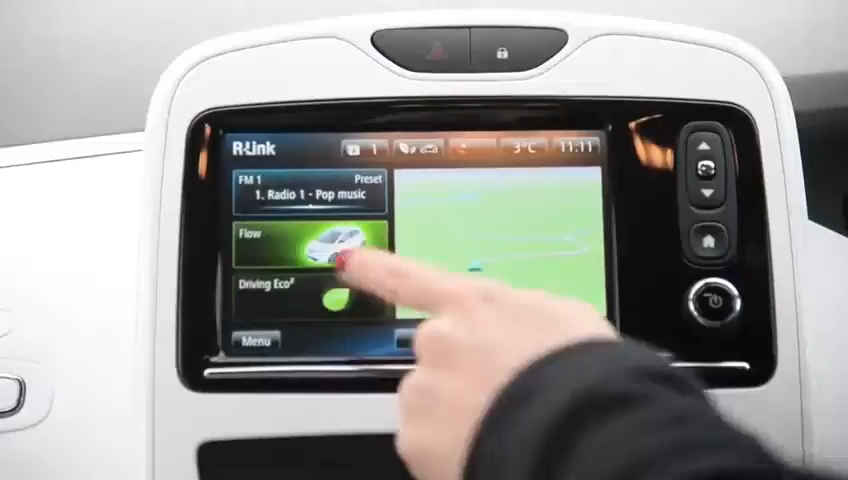 R-Link
1
3°C
11:11
FM 1
Preset
1. Radio 1 - Pop music
Flow
Driving Eco²
Menu